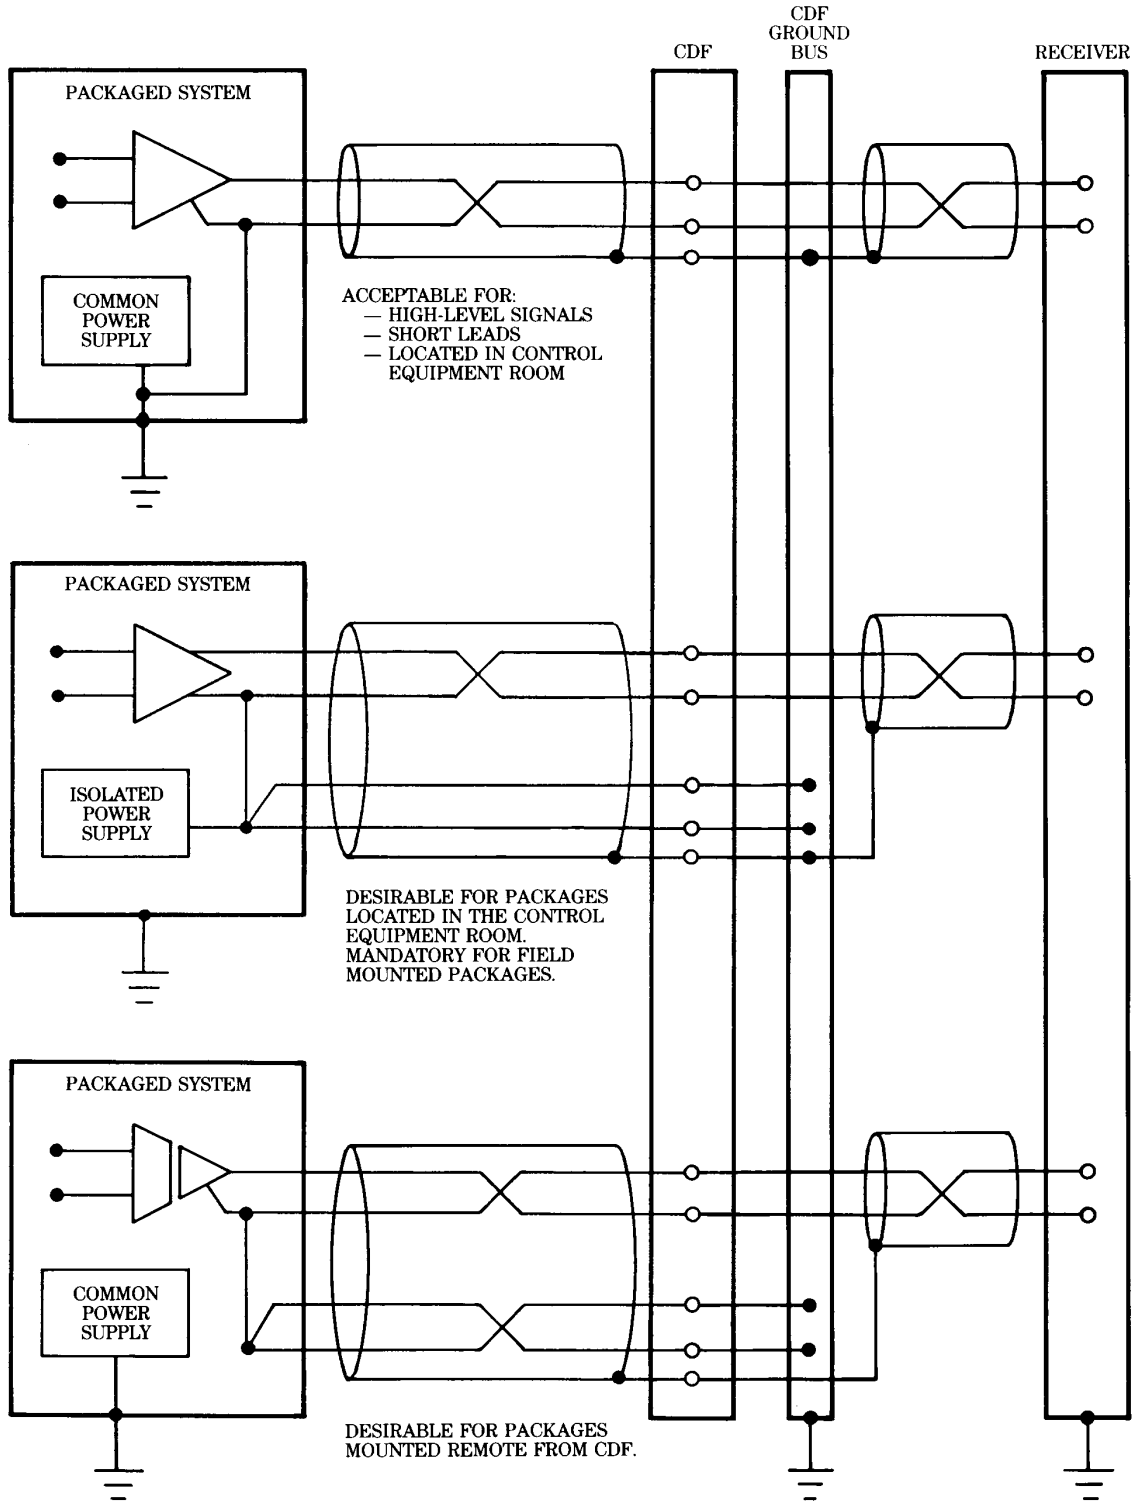 CDF
GROUND
BUS
CDF
RECEIVER
PACKAGED SYSTEM
COMMON
POWER
SUPPLY
ACCEPTABLE FOR:
— HIGH-LEVEL SIGNALS
— SHORT LEADS
— LOCATED IN CONTROL
EQUIPMENT ROOM
PACKAGED SYSTEM
ISOLATED
POWER
SUPPLY
DESIRABLE FOR PACKAGES
LOCATED IN THE CONTROL
EQUIPMENT ROOM.
MANDATORY FOR FIELD
MOUNTED PACKAGES.
PACKAGED SYSTEM
COMMON
POWER
SUPPLY
DESIRABLE FOR PACKAGES
MOUNTED REMOTE FROM CDF.